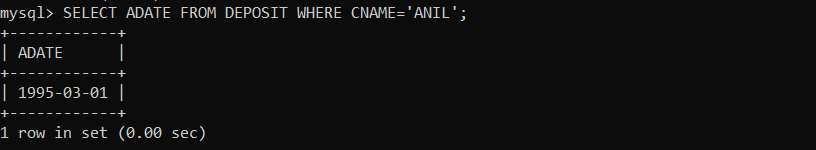 mysql> SELECT ADATE FROM DEPOSIT WHERE CNAME='ANIL';
+------------+
| ADATE      |
+------------+
| 1995-03-01 |
+------------+
1 row in set (0.00 sec)